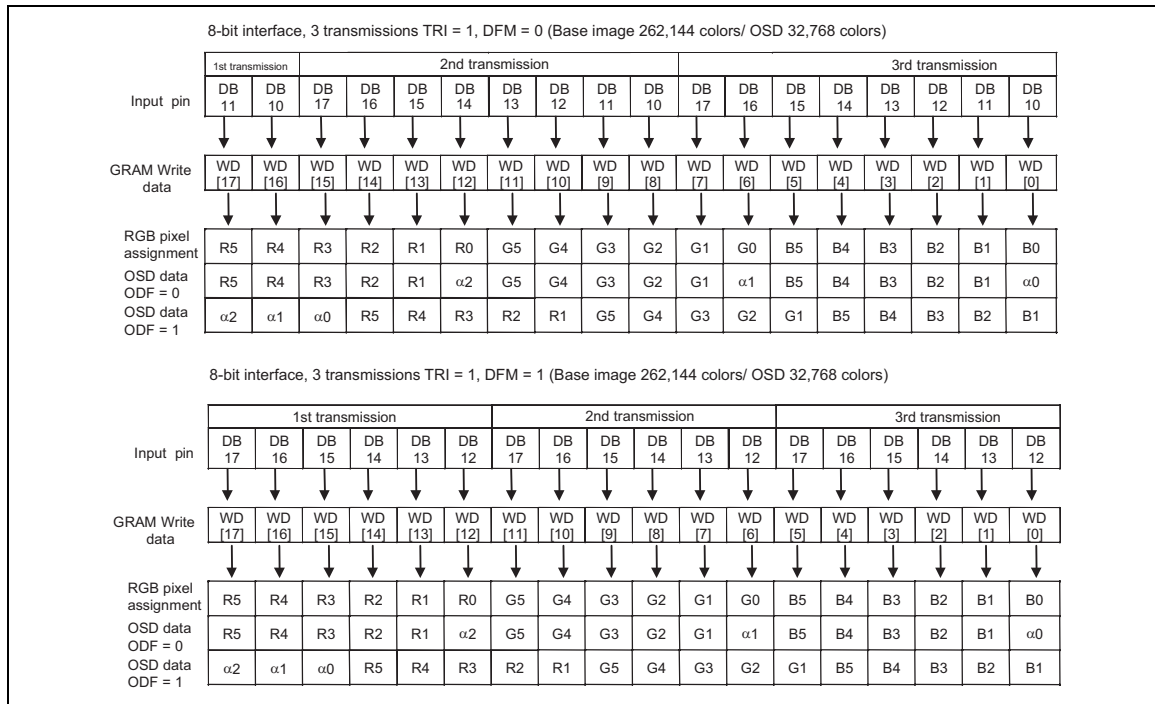 8-bit interface, 3 transmissions TRI = 1, DFM = 0 (Base image 262,144 colors/ OSD 32,768 colors)
1st transmission 2nd transmission 3rd transmission
Input pin DB 11 DB 10 DB 17 DB 16 DB 15 DB 14 DB 13 DB 12 DB 11 DB 10 DB 17 DB 16 DB 15 DB 14 DB 13 DB 12 DB 11 DB 10
GRAM Write data WD [17] WD [16] WD [15] WD [14] WD [13] WD [12] WD [11] WD [10] WD [9] WD [8] WD [7] WD [6] WD [5] WD [4] WD [3] WD [2] WD [1] WD [0]
RGB pixel assignment R5 R4 R3 R2 R1 R0 G5 G4 G3 G2 G1 G0 B5 B4 B3 B2 B1 B0
OSD data ODF = 0 R5 R4 R3 R2 R1 α2 G5 G4 G3 G2 G1 α1 B5 B4 B3 B2 B1 α0
OSD data ODF = 1 α2 α1 α0 R5 R4 R3 R2 R1 G5 G4 G3 G2 G1 B5 B4 B3 B2 B1
8-bit interface, 3 transmissions TRI = 1, DFM = 1 (Base image 262,144 colors/ OSD 32,768 colors)
1st transmission 2nd transmission 3rd transmission
Input pin DB 17 DB 16 DB 15 DB 14 DB 13 DB 12 DB 17 DB 16 DB 15 DB 14 DB 13 DB 12 DB 17 DB 16 DB 15 DB 14 DB 13 DB 12
GRAM Write data WD [17] WD [16] WD [15] WD [14] WD [13] WD [12] WD [11] WD [10] WD [9] WD [8] WD [7] WD [6] WD [5] WD [4] WD [3] WD [2] WD [1] WD [0]
RGB pixel assignment R5 R4 R3 R2 R1 R0 G5 G4 G3 G2 G1 G0 B5 B4 B3 B2 B1 B0
OSD data ODF = 0 R5 R4 R3 R2 R1 α2 G5 G4 G3 G2 G1 α1 B5 B4 B3 B2 B1 α0
OSD data ODF = 1 α2 α1 α0 R5 R4 R3 R2 R1 G5 G4 G3 G2 G1 B5 B4 B3 B2 B1